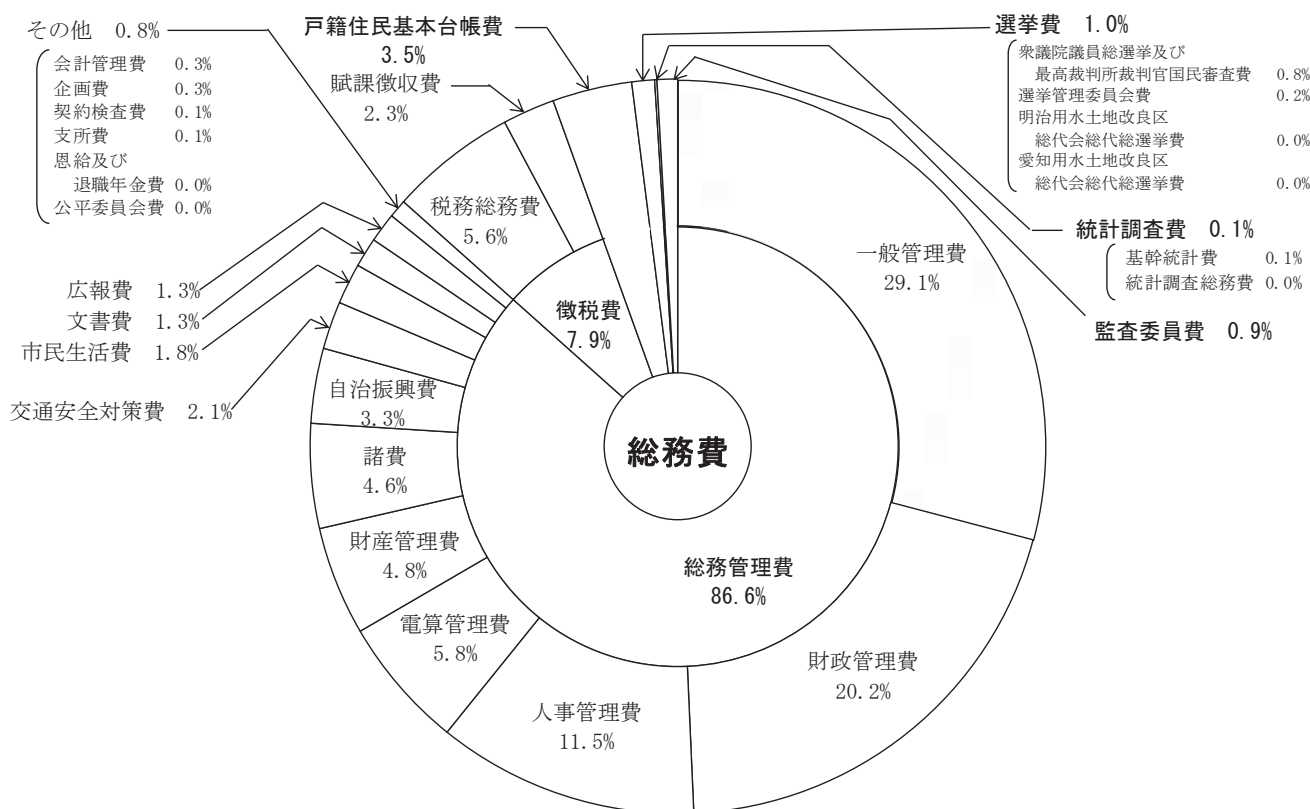 その他 0.8%
会計管理費 0.3%
企画費 0.3%
契約検査費 0.1%
支所費 0.1%
恩給及び
退職年金費 0.0%
公平委員会費 0.0%
戸籍住民基本台帳費
3.5%
賦課徴収費
2.3%
選挙費 1.0%
衆議院議員総選挙及び
最高裁判所裁判官国民審査費 0.8%
選挙管理委員会費 0.2%
明治用水土地改良区
総代会総代総選挙費 0.0%
愛知用水土地改良区
総代会総代総選挙費 0.0%
統計調査費 0.1%
基幹統計費 0.1%
統計調査総務費 0.0%
監査委員費 0.9%
税務総務費
5.6%
一般管理費
29.1%
広報費 1.3%
文書費 1.3%
市民生活費 1.8%
交通安全対策費 2.1%
徴税費
7.9%
自治振興費
3.3%
諸費
4.6%
総務費
財産管理費
4.8%
総務管理費
86.6%
電算管理費
5.8%
財政管理費
20.2%
人事管理費
11.5%